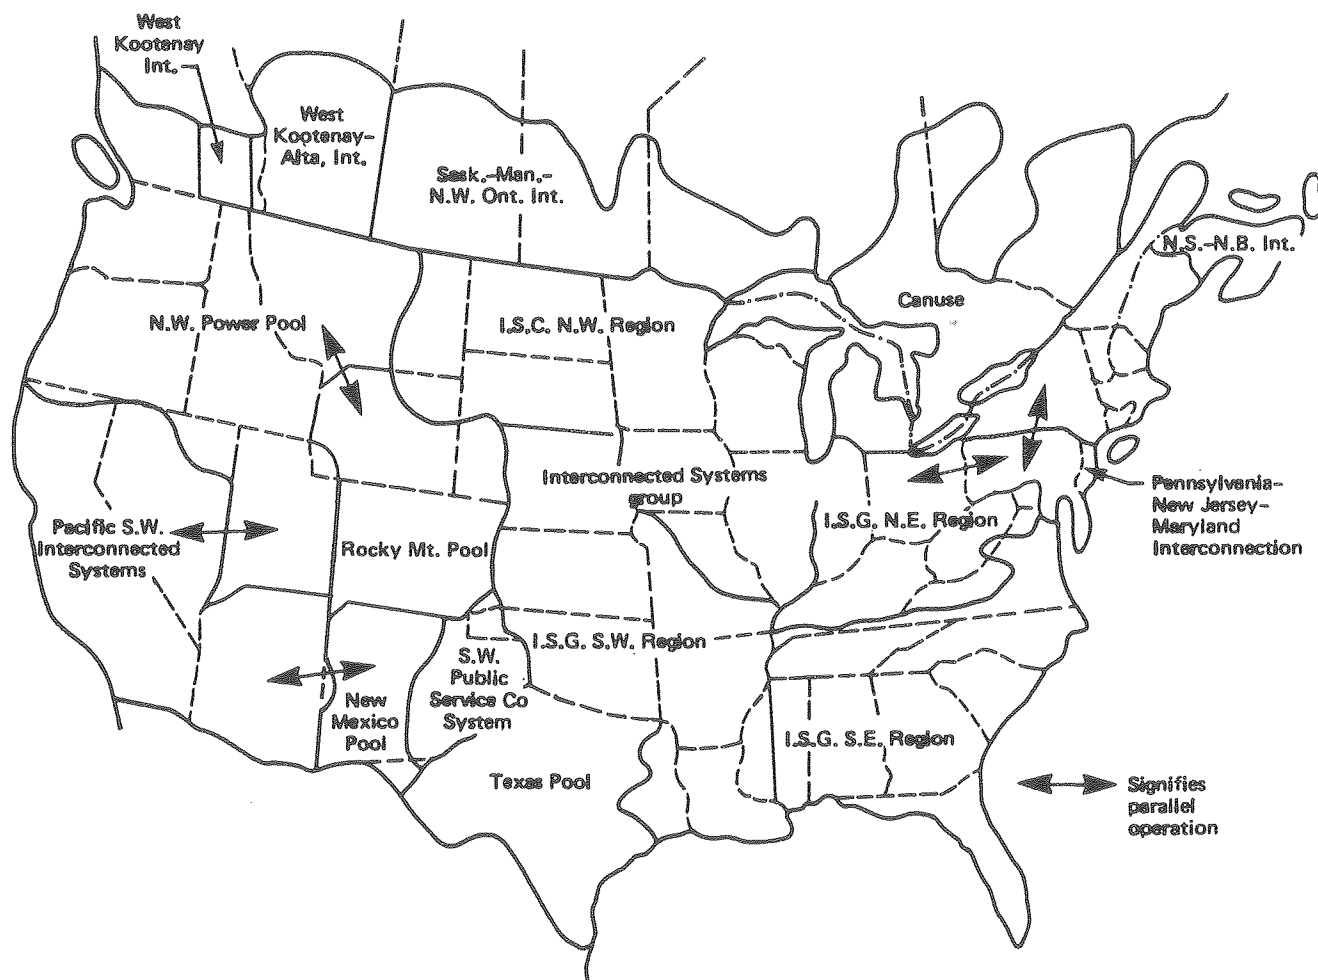 West
Kootenay
Int.
West
Kootenay-
Alta, Int.
Sask.-Man.-
N.W. Ont. Int.
N.S.-N.B. Int.
Canuse
N.W. Power Pool
I.S.C. N.W. Region
Interconnected Systems
group
Pennsylvania-
New Jersey-
Maryland
Interconnection
I.S.G. N.E. Region
Pacific S.W.
Interconnected
Systems
Rocky Mt. Pool
I.S.G. S.W. Region
S.W.
Public
Service Co
System
New
Mexico
Pool
I.S.G. S.E. Region
Texas Pool
Signifies
parallel
operation